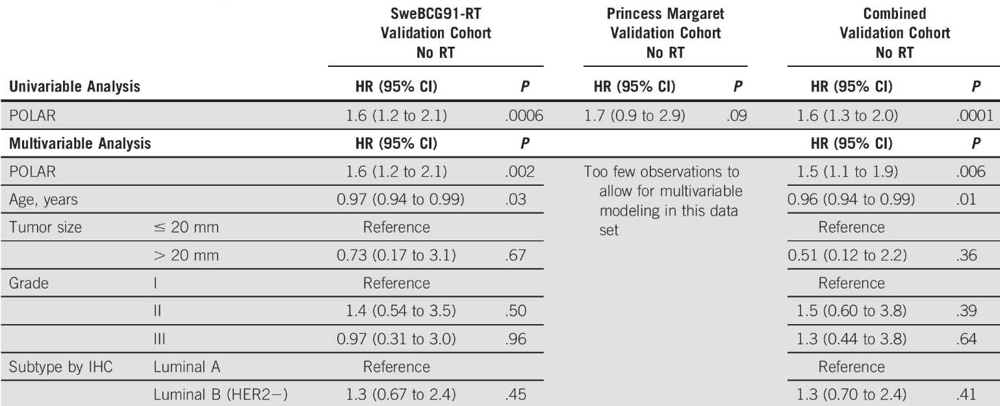 SweBCG91-RT Validation Cohort No RT Princess Margaret Validation Cohort No RT Combined Validation Cohort No RT
Univariable Analysis HR (95% CI) P HR (95% CI) P HR (95% CI) P
POLAR 1.6 (1.2 to 2.1) .0006 1.7 (0.9 to 2.9) .09 1.6 (1.3 to 2.0) .0001
Multivariable Analysis HR (95% CI) P HR (95% CI) P
POLAR 1.6 (1.2 to 2.1) .002 Too few observations to allow for multivariable modeling in this data set 1.5 (1.1 to 1.9) .006
Age, years 0.97 (0.94 to 0.99) .03 0.96 (0.94 to 0.99) .01
Tumor size ≤ 20 mm Reference Reference
> 20 mm 0.73 (0.17 to 3.1) .67 0.51 (0.12 to 2.2) .36
Grade I Reference Reference
II 1.4 (0.54 to 3.5) .50 1.5 (0.60 to 3.8) .39
III 0.97 (0.31 to 3.0) .96 1.3 (0.44 to 3.8) .64
Subtype by IHC Luminal A Reference Reference
Luminal B (HER2−) 1.3 (0.67 to 2.4) .45 1.3 (0.70 to 2.4) .41